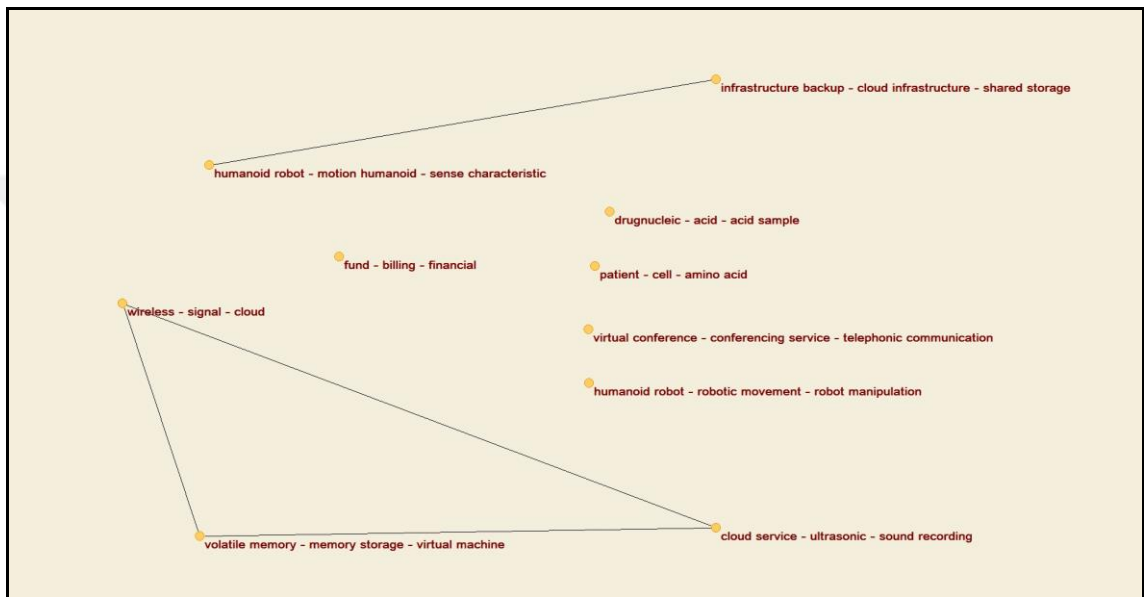 infrastructure backup - cloud infrastructure - shared storage
humanoid robot - motion humanoid - sense characteristic
drugnucleic - acid - acid sample
fund - billing - financial
patient - cell - amino acid
wireless - signal - cloud
virtual conference - conferencing service - telephonic communication
humanoid robot - robotic movement - robot manipulation
cloud service - ultrasonic - sound recording
volatile memory - memory storage - virtual machine